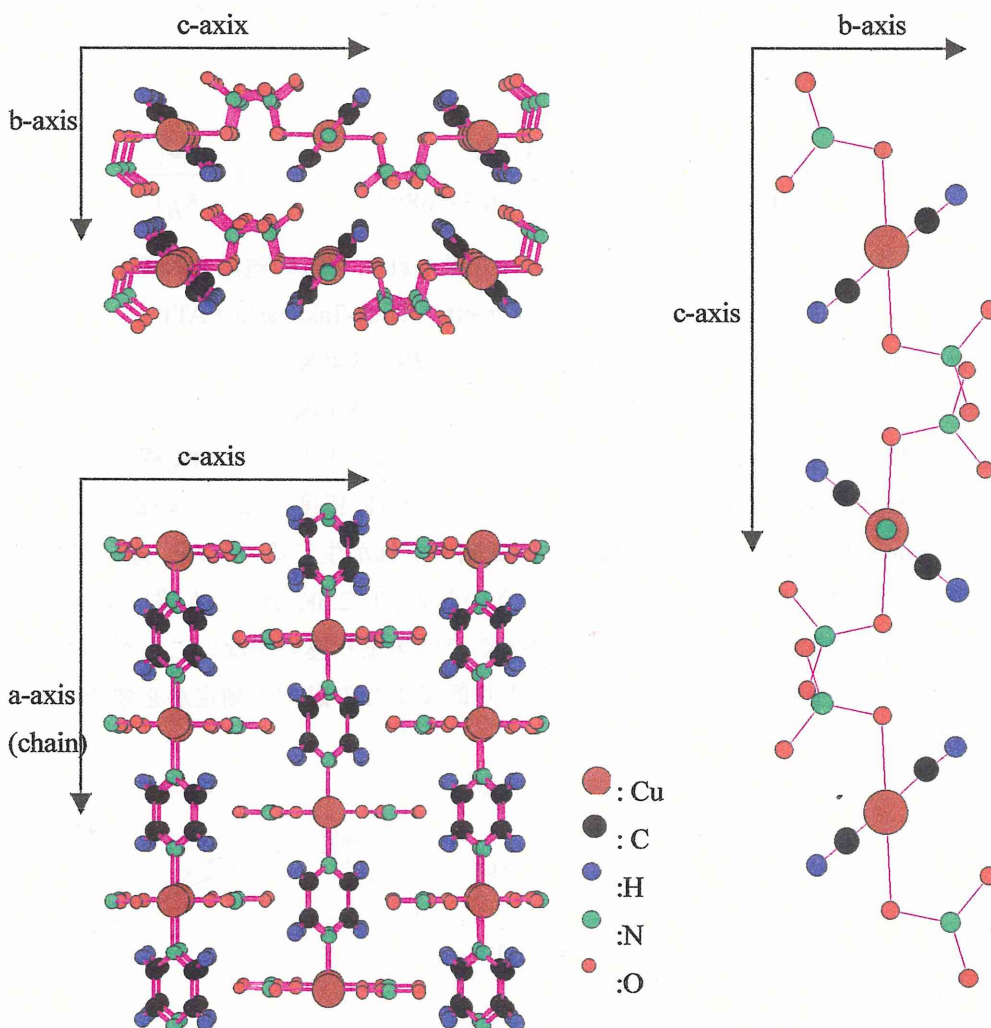 c-axix
b-axis
b-axis
c-axis
c-axis
a-axis
(chain)
: Cu
: C
:H
:N
:O